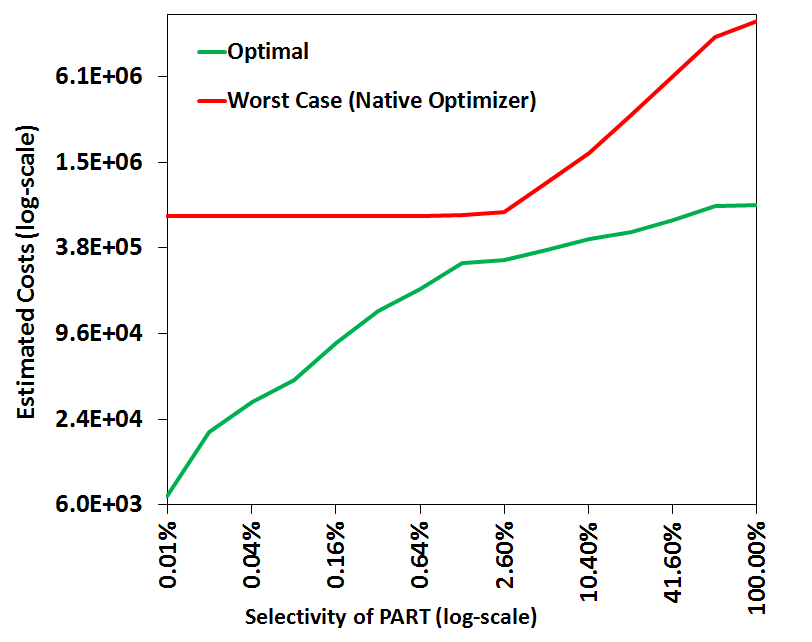 Optimal
Worst Case (Native Optimizer)
Estimated Costs (log-scale)
6.1E+06
1.5E+06
3.8E+05
9.6E+04
2.4E+04
6.0E+03
0.01%
0.04%
0.16%
0.64%
2.60%
10.40%
41.60%
100.00%
Selectivity of PART (log-scale)